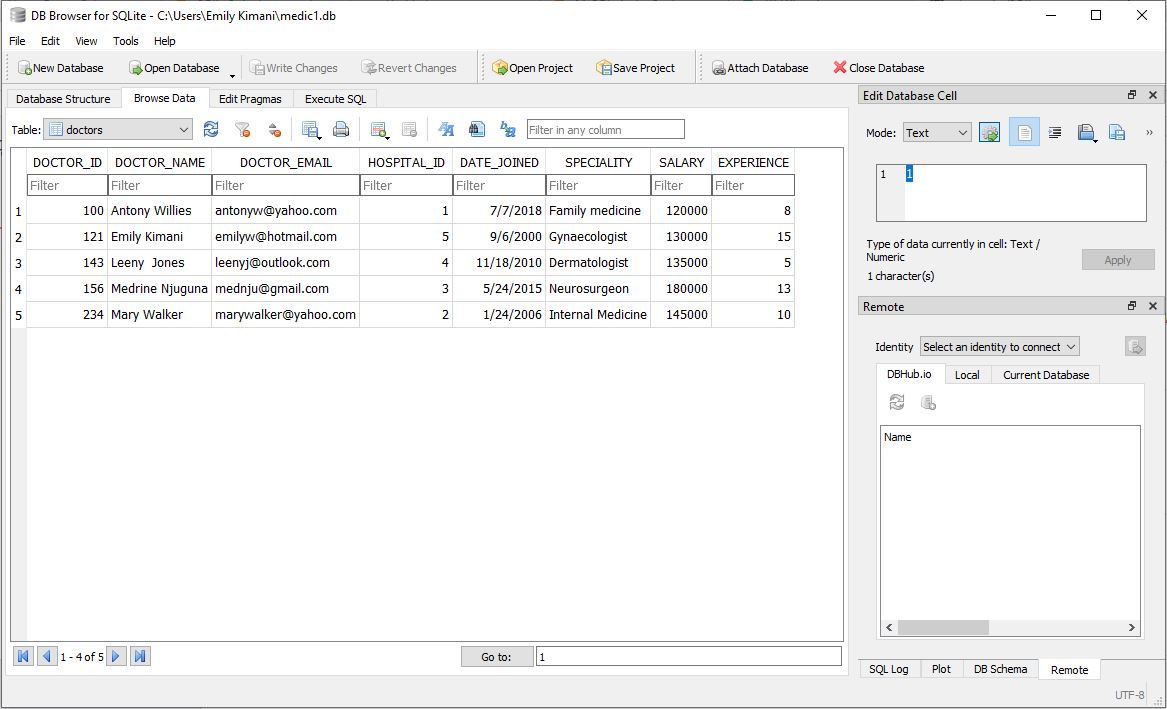 DB Browser for SQLite - C:\Users\Emily Kimani\medic1.db
File Edit View Tools Help
New Database Open Database Write Changes Revert Changes Open Project Save Project Attach Database Close Database
Database Structure Browse Data Edit Pragmas Execute SQL
Table: doctors Filter in any column
DOCTOR_ID DOCTOR_NAME DOCTOR_EMAIL HOSPITAL_ID DATE_JOINED SPECIALITY SALARY EXPERIENCE
Filter Filter Filter Filter Filter Filter Filter Filter
1 100 Antony Willies antonyw@yahoo.com 1 7/7/2018 Family medicine 120000 8
2 121 Emily Kimani emilyw@hotmail.com 5 9/6/2000 Gynaecologist 130000 15
3 143 Leeny  Jones leenyj@outlook.com 4 11/18/2010 Dermatologist 135000 5
4 156 Medrine Njuguna mednju@gmail.com 3 5/24/2015 Neurosurgeon 180000 13
5 234 Mary Walker marywalker@yahoo.com 2 1/24/2006 Internal Medicine 145000 10
1 - 4 of 5 Go to: 1
Edit Database Cell
Mode: Text »
1 1
Type of data currently in cell: Text /
Numeric
1 character(s)
Apply
Remote
Identity Select an identity to connect
DBHub.io Local Current Database
Name
SQL Log Plot DB Schema Remote
UTF-8